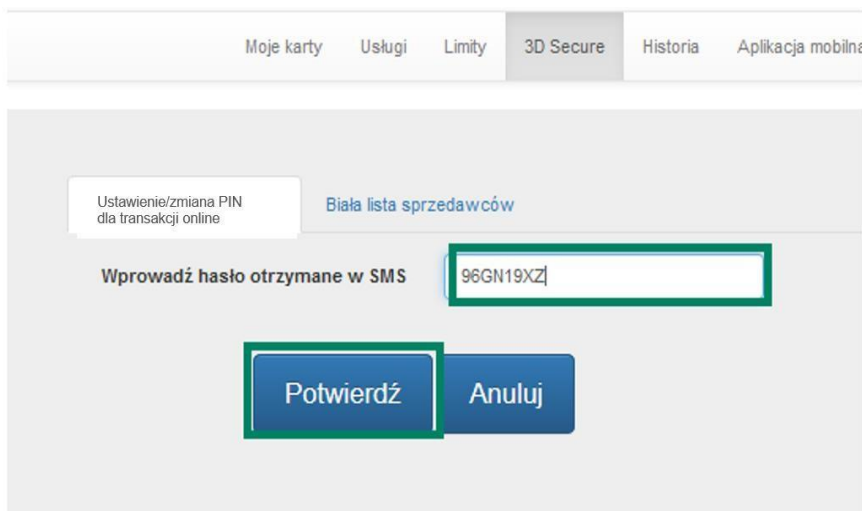 Moje karty Usługi Limity 3D Secure Historia Aplikacja mobilna
Ustawienie/zmiana PIN
dla transakcji online
Biała lista sprzedawców
Wprowadź hasło otrzymane w SMS 96GN19XZ
Potwierdź Anuluj